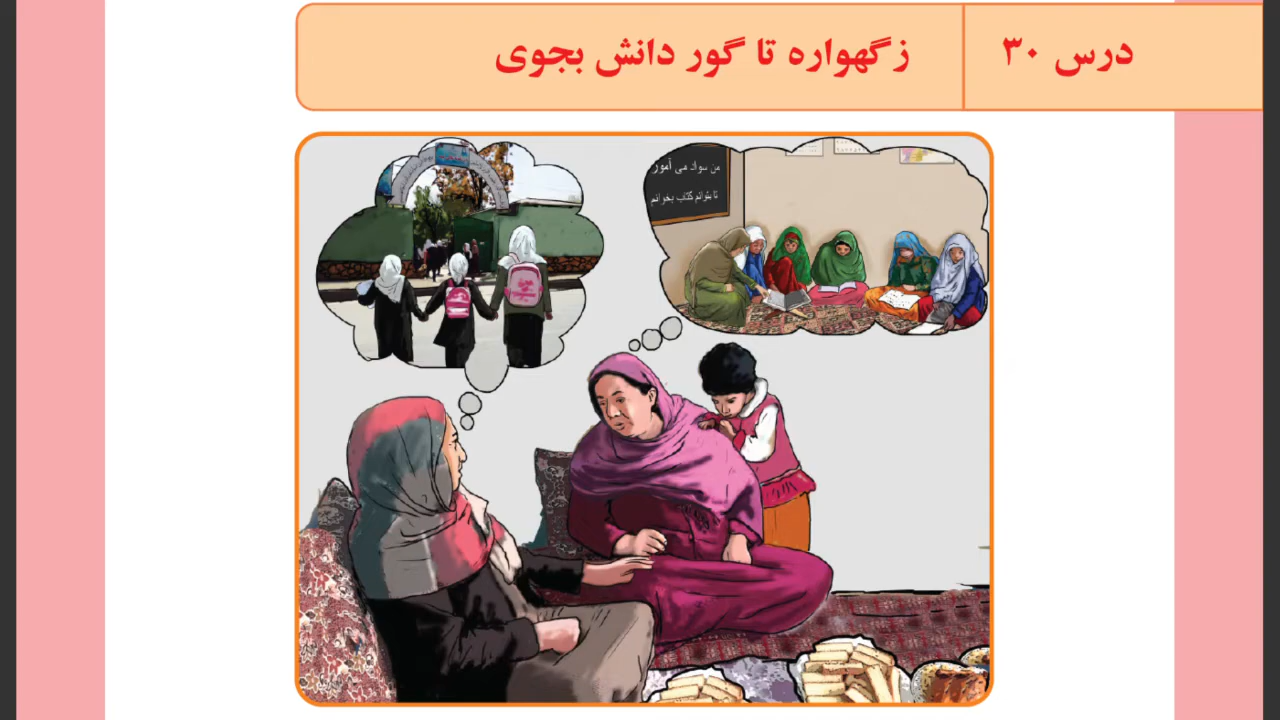 درس ۳۰
زگهواره تا گور دانش بجوی
من سواد می آموزم
تا بتوانم کتاب بخوانم